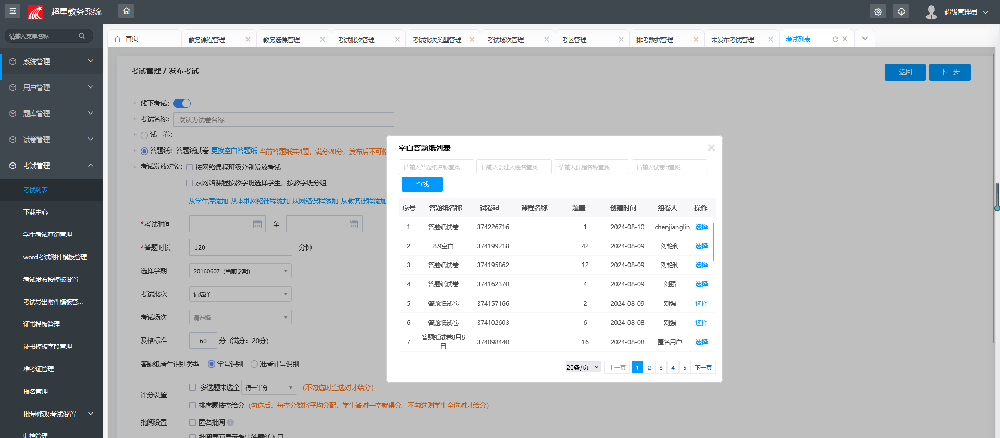 超星教务系统
超级管理员
请输入菜单名称
首页
教务课程管理
教务选课管理
考试批次管理
考试批次类型管理
考试场次管理
考区管理
排考数据管理
未发布考试管理
考试列表
系统管理
用户管理
题库管理
试卷管理
考试管理
考试列表
下载中心
学生考试查询管理
word考试附件模板管理
考试发布按模板设置
考试导出附件模板管...
证书模板管理
证书模板字段管理
准考证管理
报名管理
批量修改考试设置
归档管理
考试管理 / 发布考试
返回
下一步
线下考试：
考试名称： 默认为试卷名称
试 卷：
答题纸： 答题纸试卷 更换空白答题纸 当前答题纸共4题，满分20分，发布后不可修
考试发放对象： 按网络课程班级分别发放考试
从网络课程按教学班选择学生，按教学班分组
从学生库添加 从本地网络课程添加 从网络课程添加 从教务课程添加
*考试时间 至
*答题时长 120 分钟
选择学期 20160607（当前学期）
考试批次 请选择
考试场次 请选择
及格标准 60 分（满分：20分）
答题纸考生识别类型 学号识别 准考证号识别
评分设置
多选题未选全 得一半分 (不勾选时全选对才给分)
排序题按空给分 (勾选后，每空分数将平均分配，学生答对一空就得分。不勾选则学生全选对才给分)
批阅设置 匿名批阅
批阅界面显示考生答题纸入口
空白答题纸列表
请输入答题纸名称查找 请输入创建人姓名查找 请输入课程名称查找 请输入试卷id查找
查找
序号 答题纸名称 试卷id 课程名称 题量 创建时间 组卷人 操作
1 答题纸试卷 374226716 1 2024-08-10 chenjianglin 选择
2 8.9空白 374199218 42 2024-08-09 刘艳利 选择
3 答题纸试卷 374195862 12 2024-08-09 刘艳利 选择
4 答题纸试卷 374162370 4 2024-08-09 刘强 选择
5 答题纸试卷 374157166 2 2024-08-09 刘强 选择
6 答题纸试卷 374102603 6 2024-08-08 刘强 选择
7 答题纸试卷8月8日 374098440 16 2024-08-08 匿名用户 选择
20条/页 上一页 1 2 3 4 5 下一页